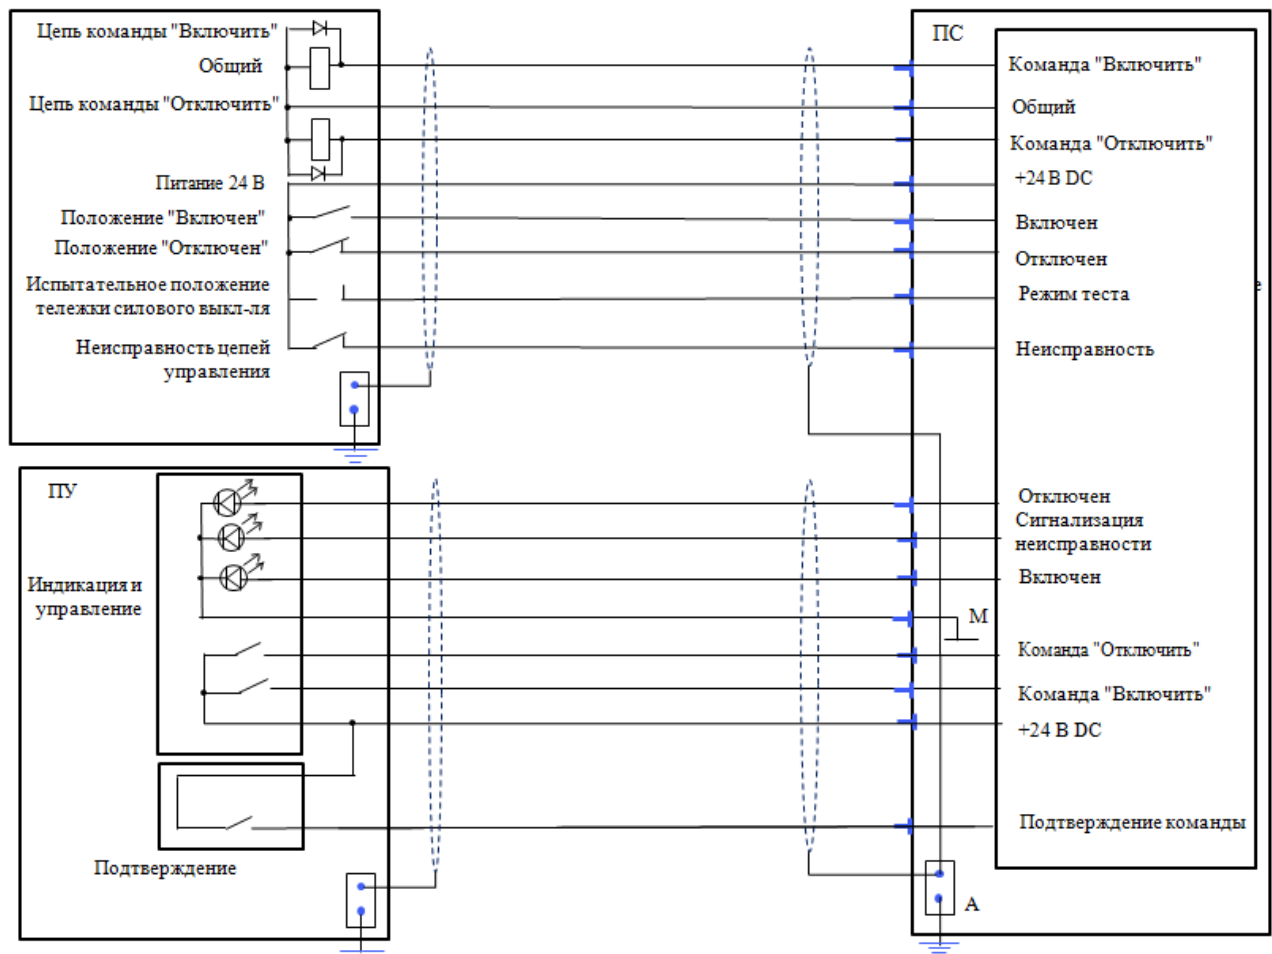 Цепь команды "Включить"
Общий
Цепь команды "Отключить"
Питание 24 В
Положение "Включен"
Положение "Отключен"
Испытательное положение
тележки силового выкл-ля
Неисправность цепей
управления
ПС
Команда "Включить"
Общий
Команда "Отключить"
+24 В DC
Включен
Отключен
Режим теста
е
Неисправность
ПУ
Индикация и
управление
Подтверждение
Отключен
Сигнализация
неисправности
Включен
М
Команда "Отключить"
Команда "Включить"
+24 В DC
Подтверждение команды
А